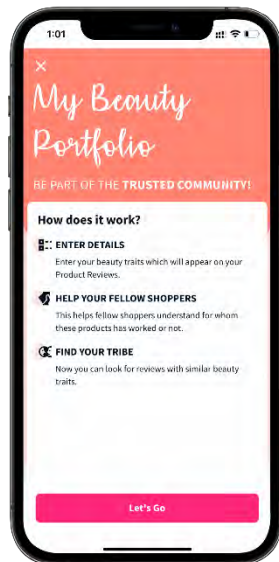 1:01
My Beauty
Portfolio
BE PART OF THE TRUSTED COMMUNITY!
How does it work?
ENTER DETAILS
Enter your beauty traits which will appear on your
Product Reviews.
HELP YOUR FELLOW SHOPPERS
This helps fellow shoppers understand for whom
these products has worked or not.
FIND YOUR TRIBE
Now you can look for reviews with similar beauty
traits.
Let's Go